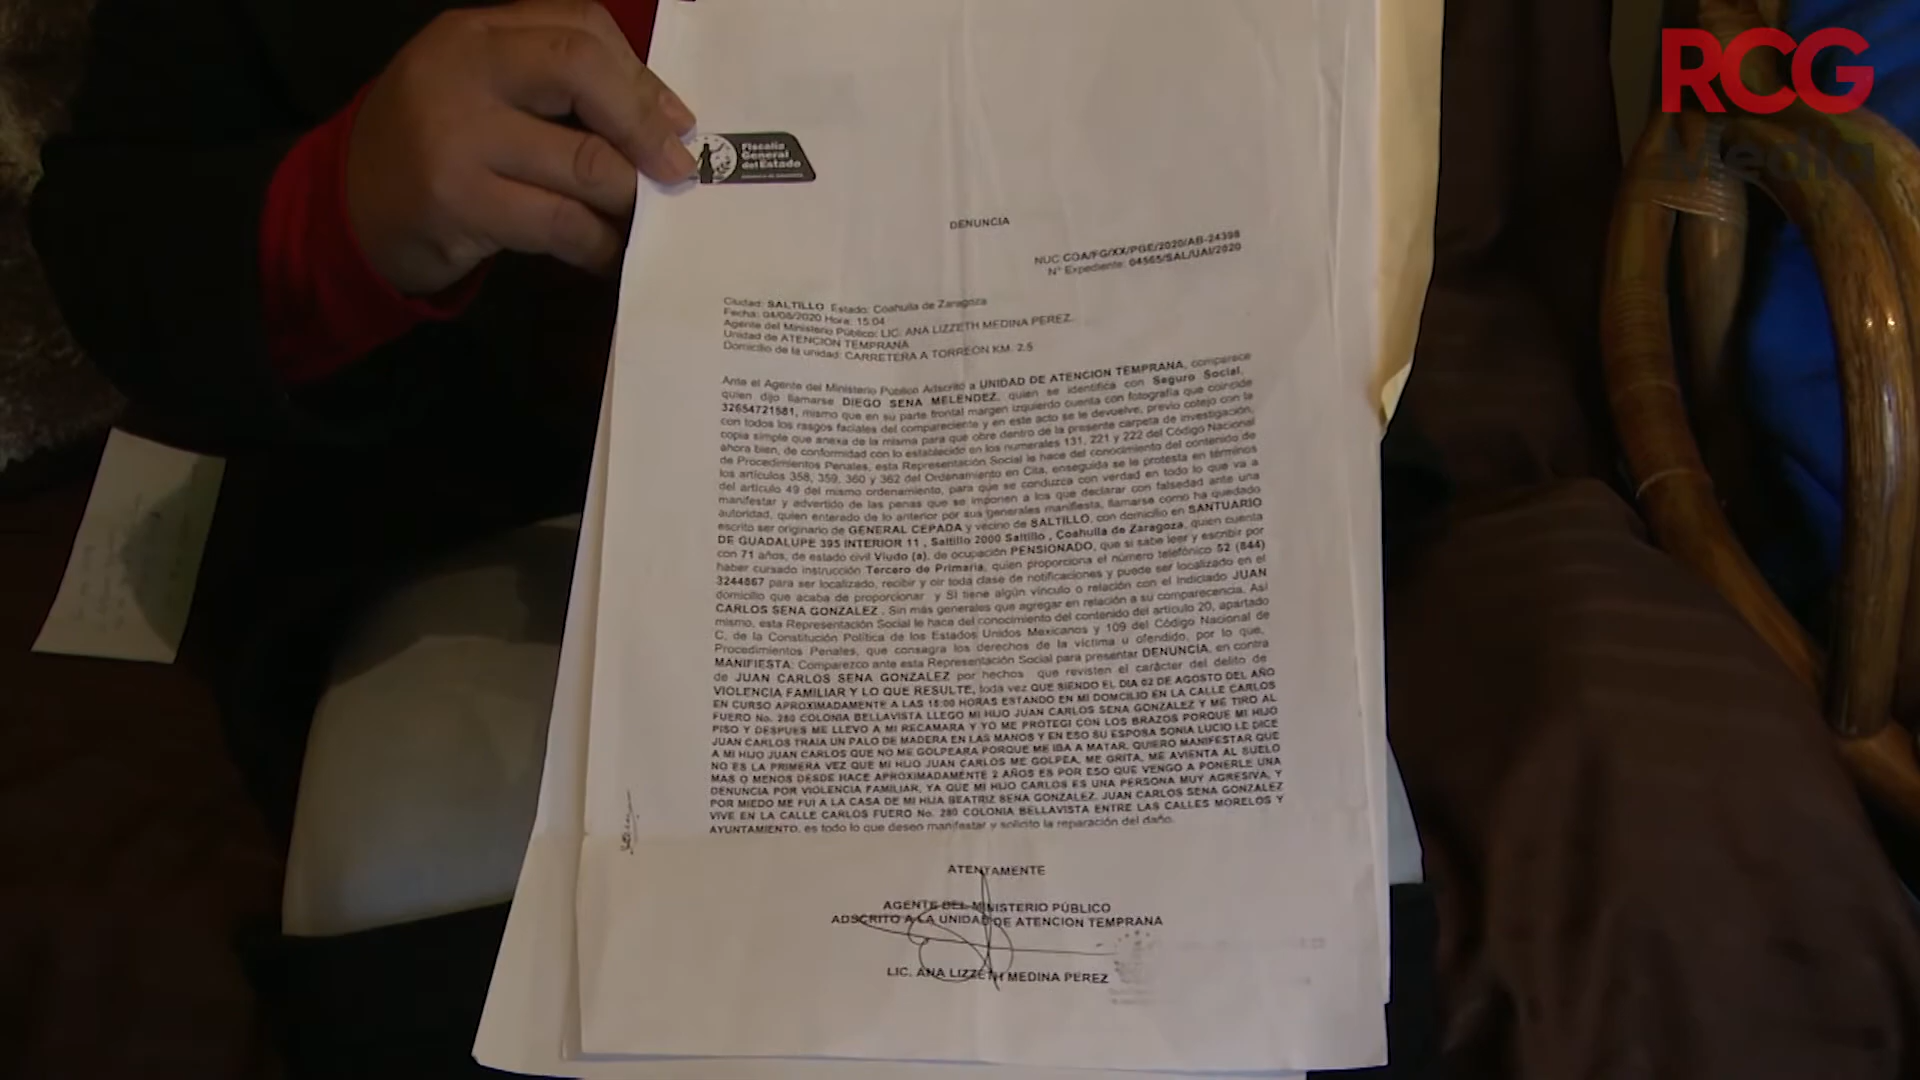 RCG
Media
Fiscalía
General
del Estado
DENUNCIA
NUC COA/FG/XX/PGE/2020/AB-24398
N° Expediente: 04565/SAL/UAI/2020
Ciudad: SALTILLO. Estado: Coahuila de Zaragoza
Fecha: 04/08/2020 Hora: 15:04
Agente del Ministerio Público: LIC. ANA LIZZETH MEDINA PEREZ.
Unidad de ATENCION TEMPRANA
Domicilio de la unidad: CARRETERA A TORREON KM. 2.5
Ante el Agente del Ministerio Público Adscrito a UNIDAD DE ATENCION TEMPRANA, comparece
quien dijo llamarse DIEGO SENA MELENDEZ, quien se identifica con Seguro Social,
32654721581, mismo que en su parte frontal margen izquierdo cuenta con fotografía que coincide
con todos los rasgos faciales del compareciente y en este acto se le devuelve, previo cotejo con la
copia simple que anexa de la misma para que obre dentro de la presente carpeta de investigación,
ahora bien, de conformidad con lo establecido en los numerales 131, 221 y 222 del Código Nacional
de Procedimientos Penales, esta Representación Social le hace del conocimiento del contenido de
los artículos 358, 359, 360 y 362 del Ordenamiento en Cita, enseguida se le protesta en términos
del artículo 49 del mismo ordenamiento, para que se conduzca con verdad en todo lo que va a
manifestar y advertido de las penas que se imponen a los que declarar con falsedad ante una
autoridad, quien enterado de lo anterior por sus generales manifiesta, llamarse como ha quedado
escrito ser originario de GENERAL CEPADA y vecino de SALTILLO, con domicilio en SANTUARIO
DE GUADALUPE 395 INTERIOR 11 , Saltillo 2000 Saltillo , Coahuila de Zaragoza, quien cuenta
con 71 años, de estado civil Viudo (a), de ocupación PENSIONADO, que si sabe leer y escribir por
haber cursado instrucción Tercero de Primaria, quien proporciona el número telefónico 52 (844)
3244867 para ser localizado, recibir y oir toda clase de notificaciones y puede ser localizado en el
domicilio que acaba de proporcionar y SI tiene algún vínculo o relación con el Indiciado JUAN
CARLOS SENA GONZALEZ . Sin más generales que agregar en relación a su comparecencia. Así
mismo, esta Representación Social le hace del conocimiento del contenido del artículo 20, apartado
C, de la Constitución Política de los Estados Unidos Mexicanos y 109 del Código Nacional de
Procedimientos Penales, que consagra los derechos de la víctima u ofendido, por lo que,
MANIFIESTA: Comparezco ante esta Representación Social para presentar DENUNCIA, en contra
de JUAN CARLOS SENA GONZALEZ por hechos que revisten el carácter del delito de
VIOLENCIA FAMILIAR Y LO QUE RESULTE, toda vez QUE SIENDO EL DIA 02 DE AGOSTO DEL AÑO
EN CURSO APROXIMADAMENTE A LAS 18:00 HORAS ESTANDO EN MI DOMICILIO EN LA CALLE CARLOS
FUERO No. 280 COLONIA BELLAVISTA LLEGO MI HIJO JUAN CARLOS SENA GONZALEZ Y ME TIRO AL
PISO Y DESPUES ME LLEVO A MI RECAMARA Y YO ME PROTEGI CON LOS BRAZOS PORQUE MI HIJO
JUAN CARLOS TRAIA UN PALO DE MADERA EN LAS MANOS Y EN ESO SU ESPOSA SONIA LUCIO LE DICE
A MI HIJO JUAN CARLOS QUE NO ME GOLPEARA PORQUE ME IBA A MATAR, QUIERO MANIFESTAR QUE
NO ES LA PRIMERA VEZ QUE MI HIJO JUAN CARLOS ME GOLPEA, ME GRITA, ME AVIENTA AL SUELO
MAS O MENOS DESDE HACE APROXIMADAMENTE 2 AÑOS ES POR ESO QUE VENGO A PONERLE UNA
DENUNCIA POR VIOLENCIA FAMILIAR, YA QUE MI HIJO CARLOS ES UNA PERSONA MUY AGRESIVA, Y
POR MIEDO ME FUI A LA CASA DE MI HIJA BEATRIZ SENA GONZALEZ. JUAN CARLOS SENA GONZALEZ
VIVE EN LA CALLE CARLOS FUERO No. 280 COLONIA BELLAVISTA ENTRE LAS CALLES MORELOS Y
AYUNTAMIENTO, es todo lo que deseo manifestar y solicito la reparación del daño.
ATENTAMENTE
AGENTE DEL MINISTERIO PÚBLICO
ADSCRITO A LA UNIDAD DE ATENCION TEMPRANA
LIC. ANA LIZZETH MEDINA PEREZ